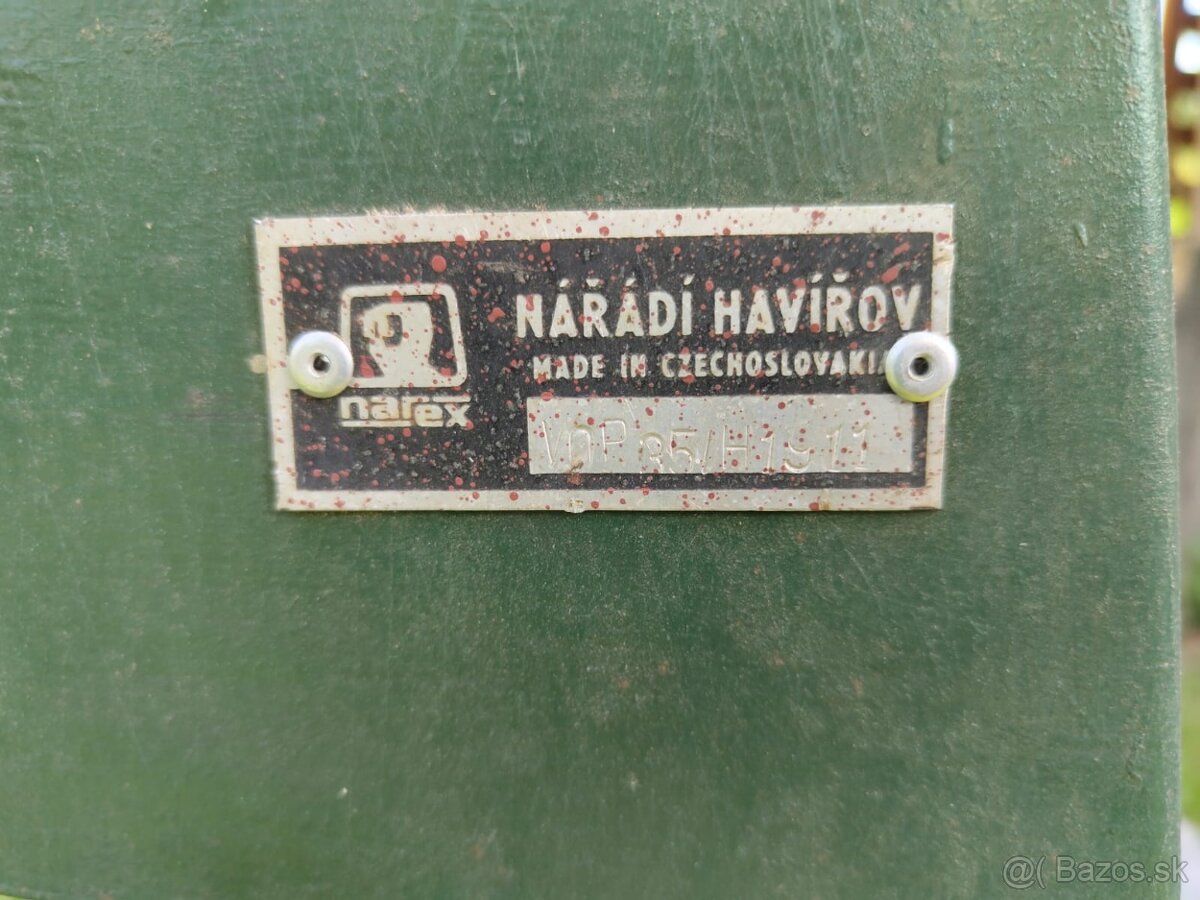 NÁŘADÍ HAVÍŘOV
MADE IN CZECHOSLOVAKIA
narex
@( Bazos.sk